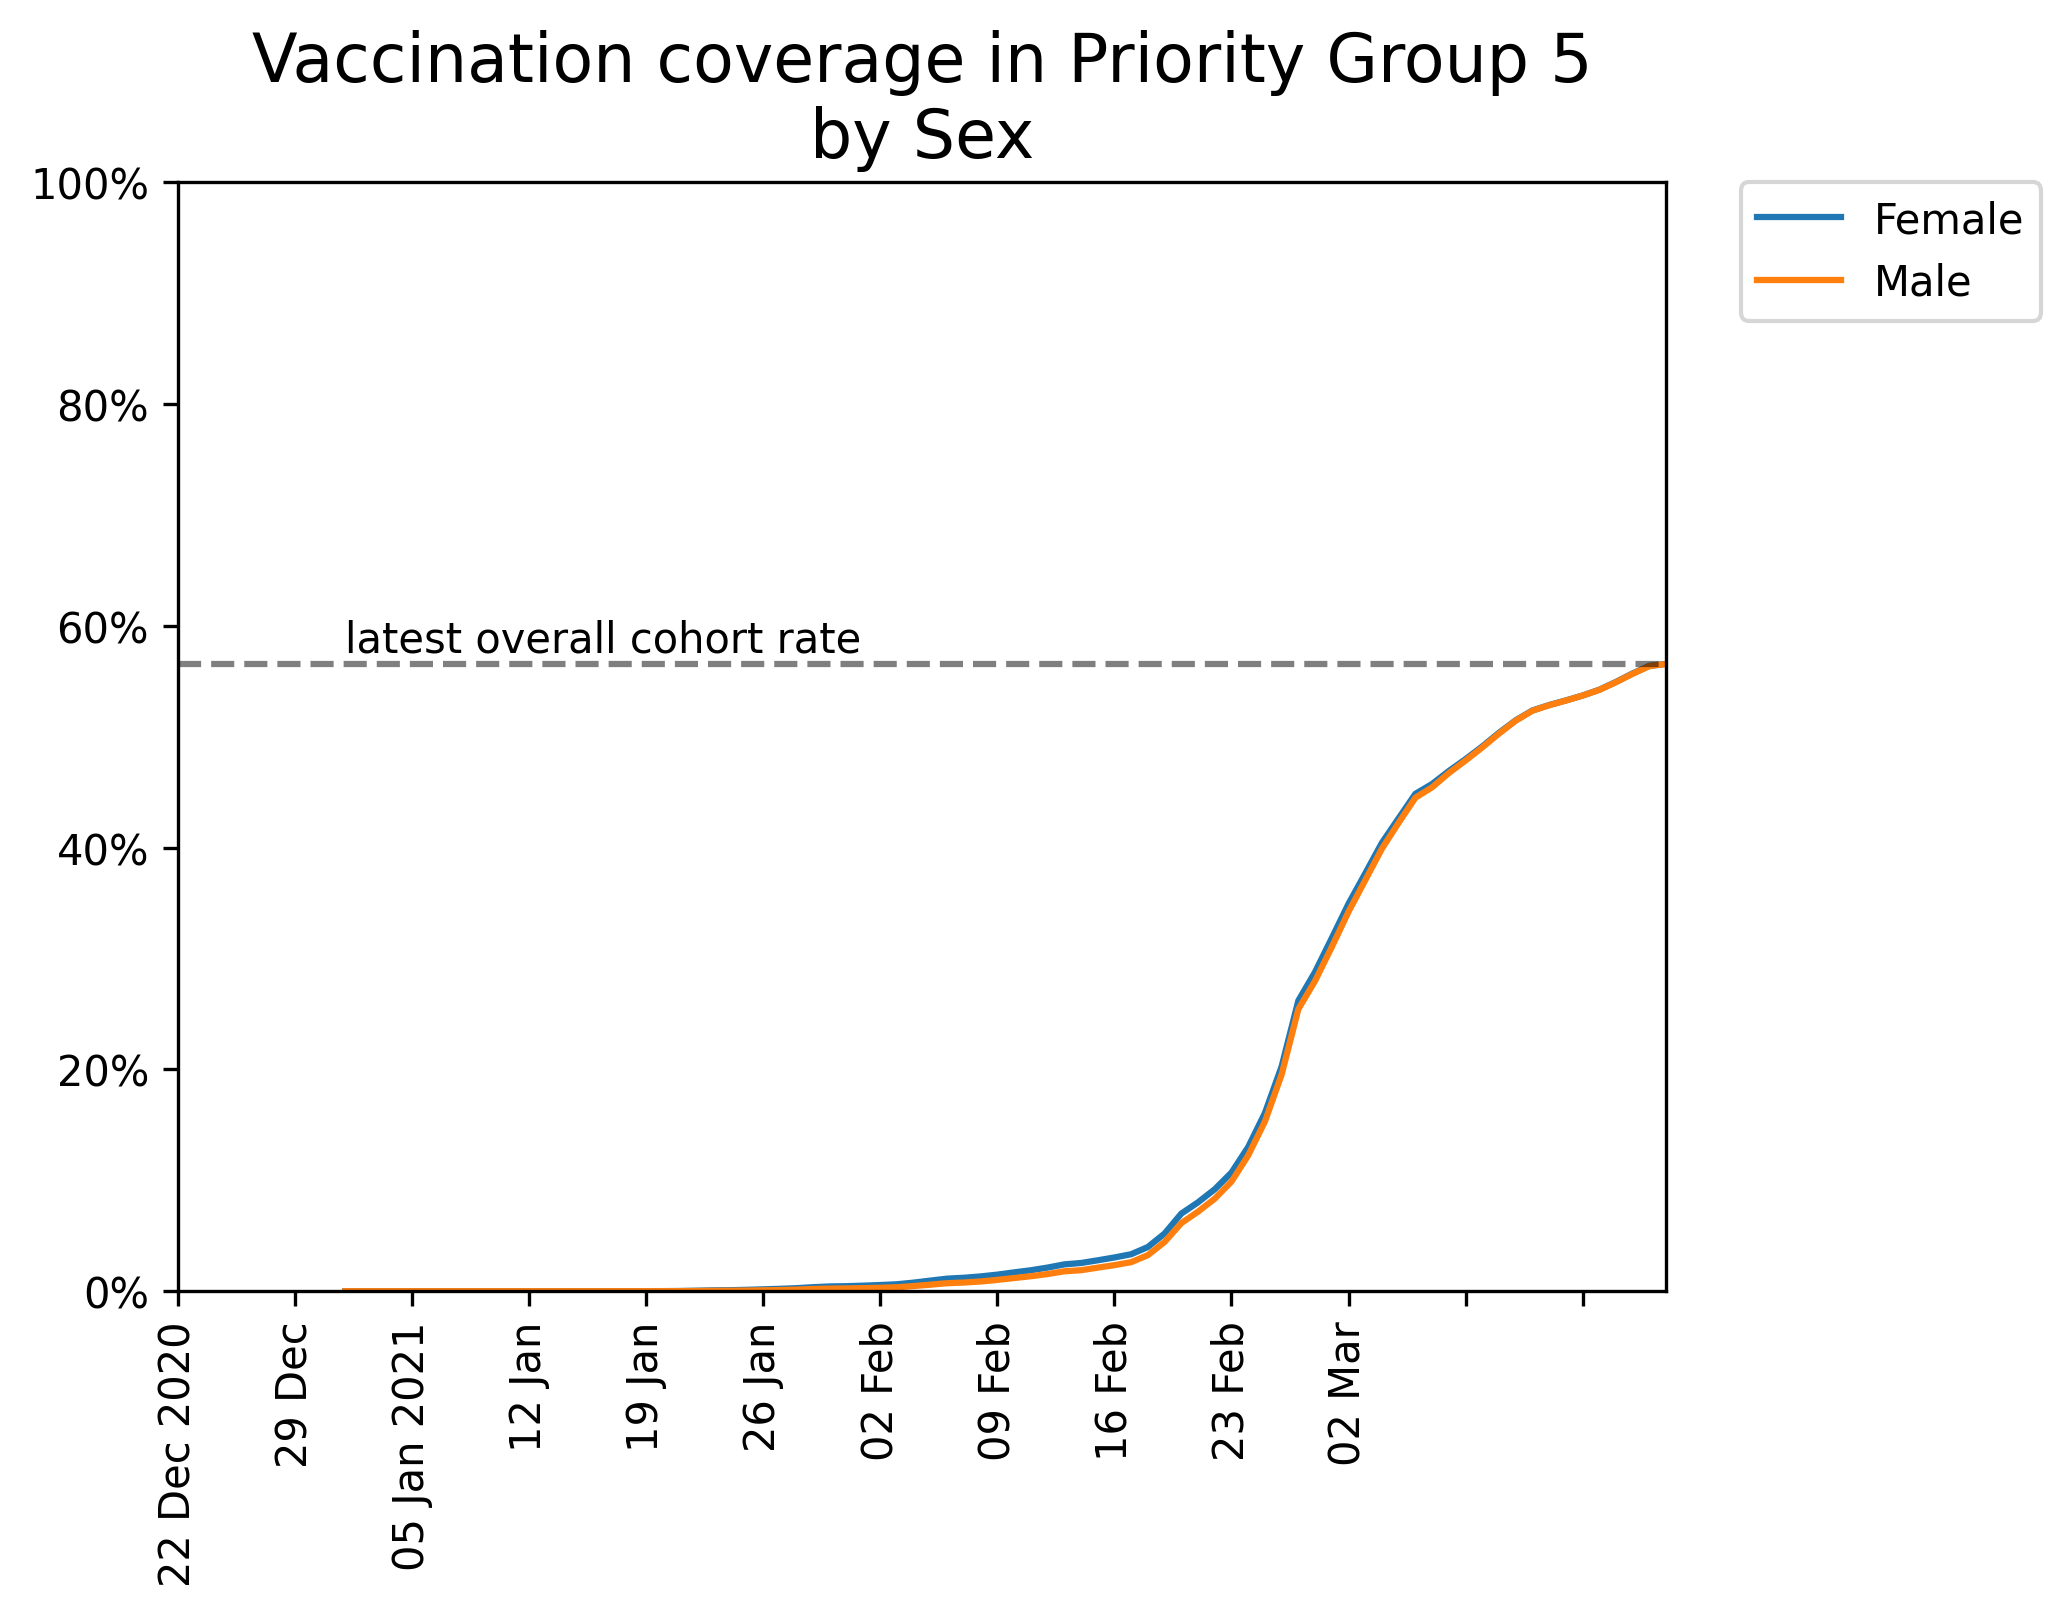 Vaccination coverage in Priority Group 5
by Sex
100%
80%
60%
40%
20%
0%
latest overall cohort rate
Female
Male
22 Dec 2020
29 Dec
05 Jan 2021
12 Jan
19 Jan
26 Jan
02 Feb
09 Feb
16 Feb
23 Feb
02 Mar